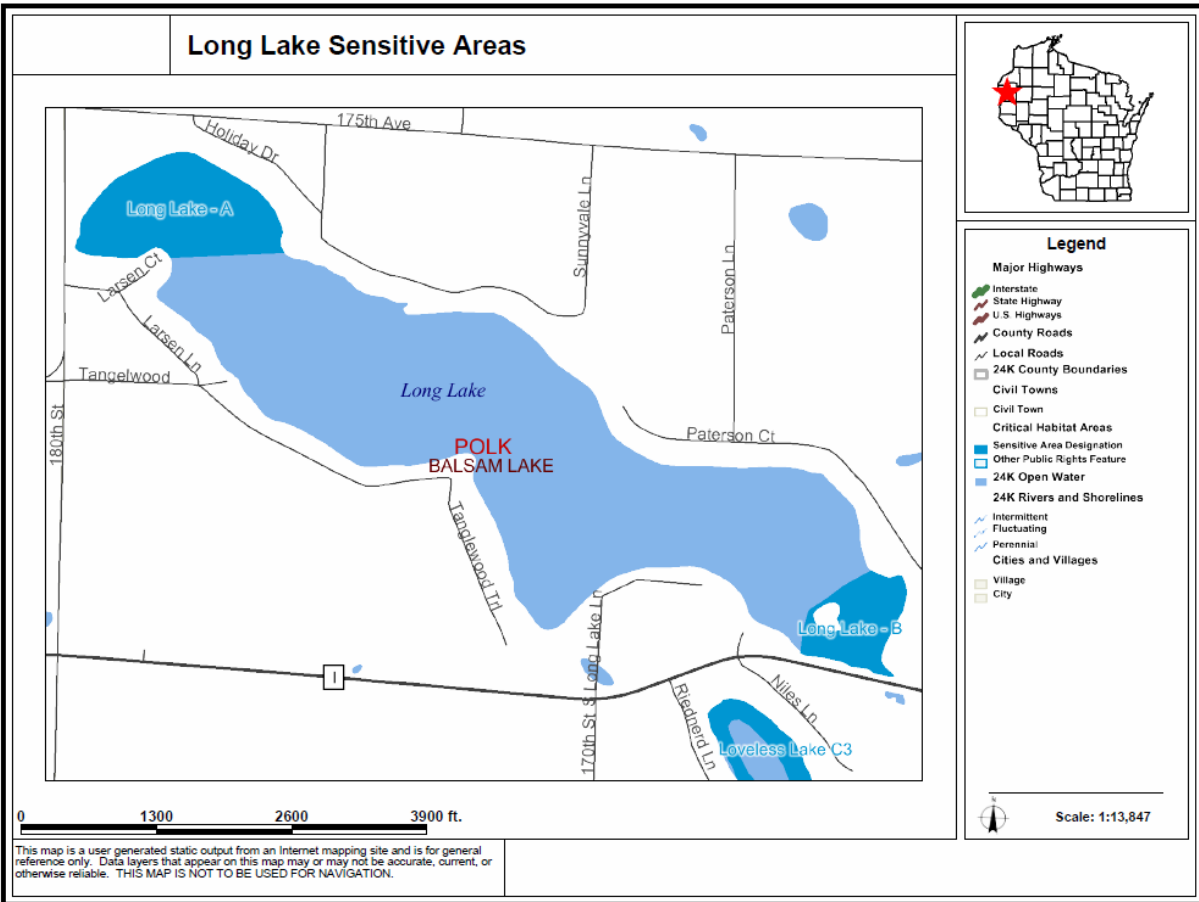 Long Lake Sensitive Areas
175th Ave
Holiday Dr
Long Lake - A
Sunnyvale Ln
Paterson Ln
Larsen Ct
Larsen Ln
Tangelwood
180th St
Long Lake
POLK
BALSAM LAKE
Paterson Ct
Tanglewood Trl
170th St S Long Lake Ln
Long Lake - B
I
Riednerd Ln
Niles Ln
Loveless Lake C3
0 1300 2600 3900 ft.
This map is a user generated static output from an Internet mapping site and is for general
reference only. Data layers that appear on this map may or may not be accurate, current, or
otherwise reliable. THIS MAP IS NOT TO BE USED FOR NAVIGATION.
Legend
Major Highways
Interstate
State Highway
U.S. Highways
County Roads
Local Roads
24K County Boundaries
Civil Towns
Civil Town
Critical Habitat Areas
Sensitive Area Designation
Other Public Rights Feature
24K Open Water
24K Rivers and Shorelines
Intermittent
Fluctuating
Perennial
Cities and Villages
Village
City
N
Scale: 1:13,847